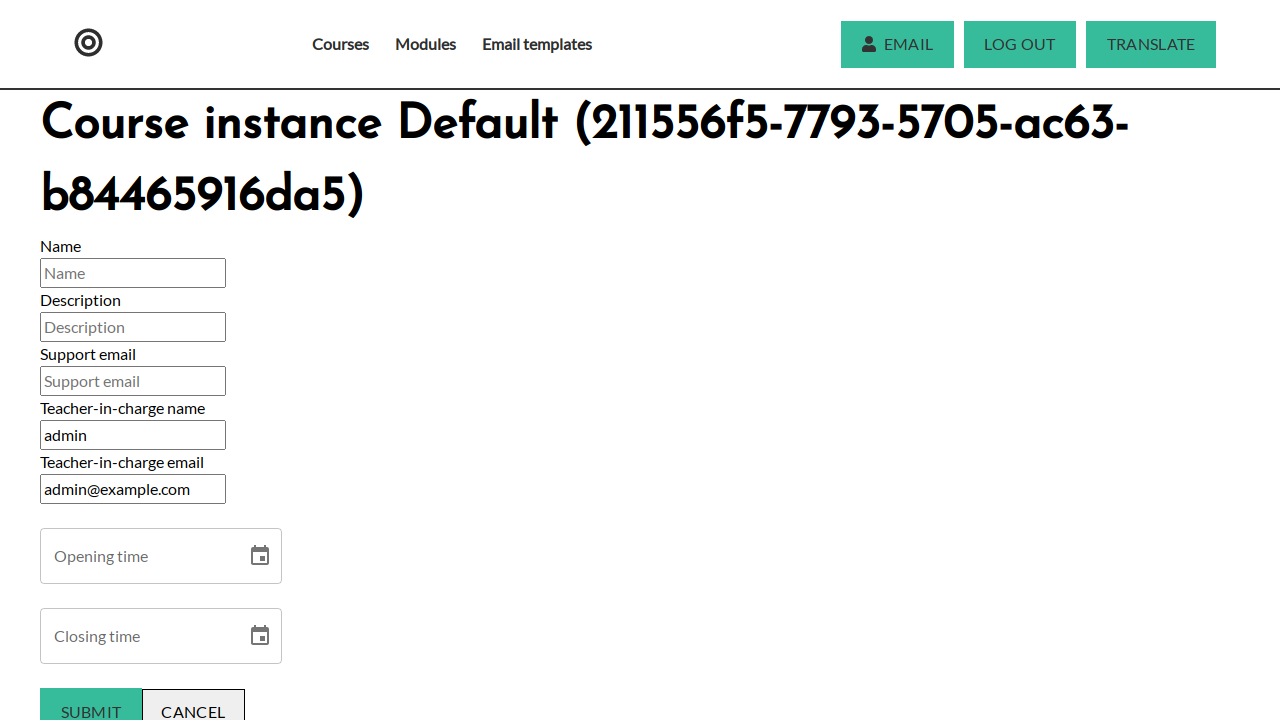 Courses Modules Email templates EMAIL LOG OUT TRANSLATE
Course instance Default (211556f5-7793-5705-ac63-
b84465916da5)
Name
Name
Description
Description
Support email
Support email
Teacher-in-charge name
admin
Teacher-in-charge email
admin@example.com
Opening time
Closing time
SUBMIT CANCEL